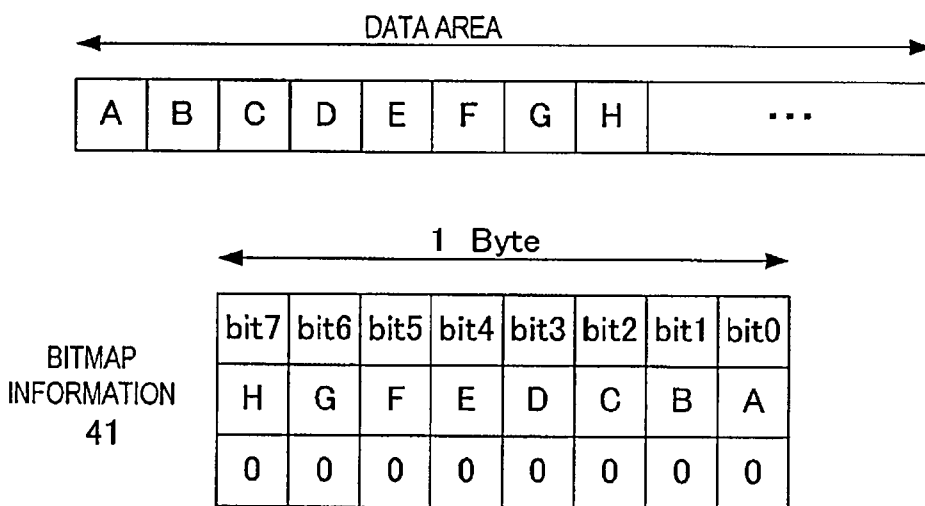 DATA AREA
A B C D E F G H ...
1 Byte
bit7 bit6 bit5 bit4 bit3 bit2 bit1 bit0
BITMAP
INFORMATION
41
H G F E D C B A
0 0 0 0 0 0 0 0